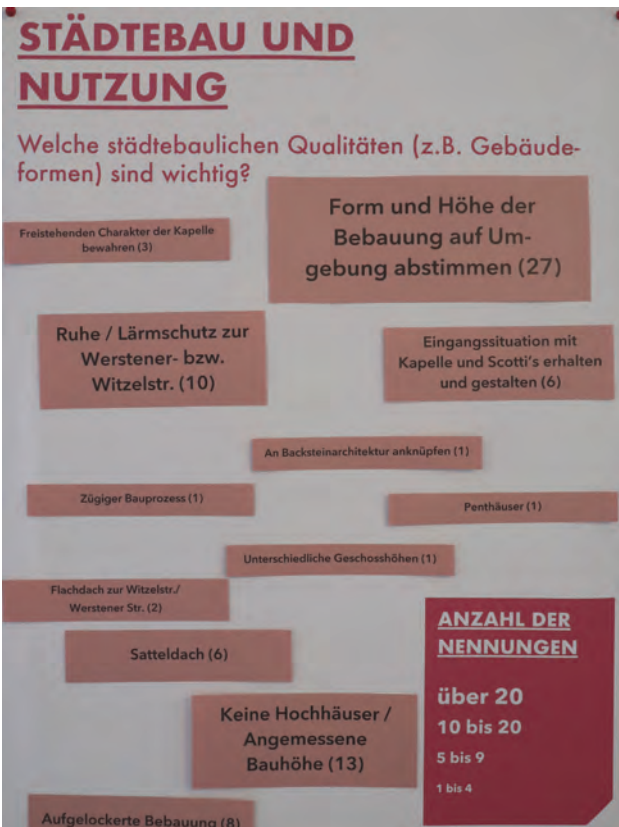 STÄDTEBAU UND
NUTZUNG
Welche städtebaulichen Qualitäten (z.B. Gebäude-
formen) sind wichtig?
Freistehenden Charakter der Kapelle
bewahren (3)
Form und Höhe der
Bebauung auf Um-
gebung abstimmen (27)
Ruhe / Lärmschutz zur
Werstener- bzw.
Witzelstr. (10)
Eingangssituation mit
Kapelle und Scotti's erhalten
und gestalten (6)
An Backsteinarchitektur anknüpfen (1)
Zügiger Bauprozess (1)
Penthäuser (1)
Unterschiedliche Geschosshöhen (1)
Flachdach zur Witzelstr./
Werstener Str. (2)
Satteldach (6)
Keine Hochhäuser /
Angemessene
Bauhöhe (13)
Aufgelockerte Bebauung (8)
ANZAHL DER
NENNUNGEN
über 20
10 bis 20
5 bis 9
1 bis 4